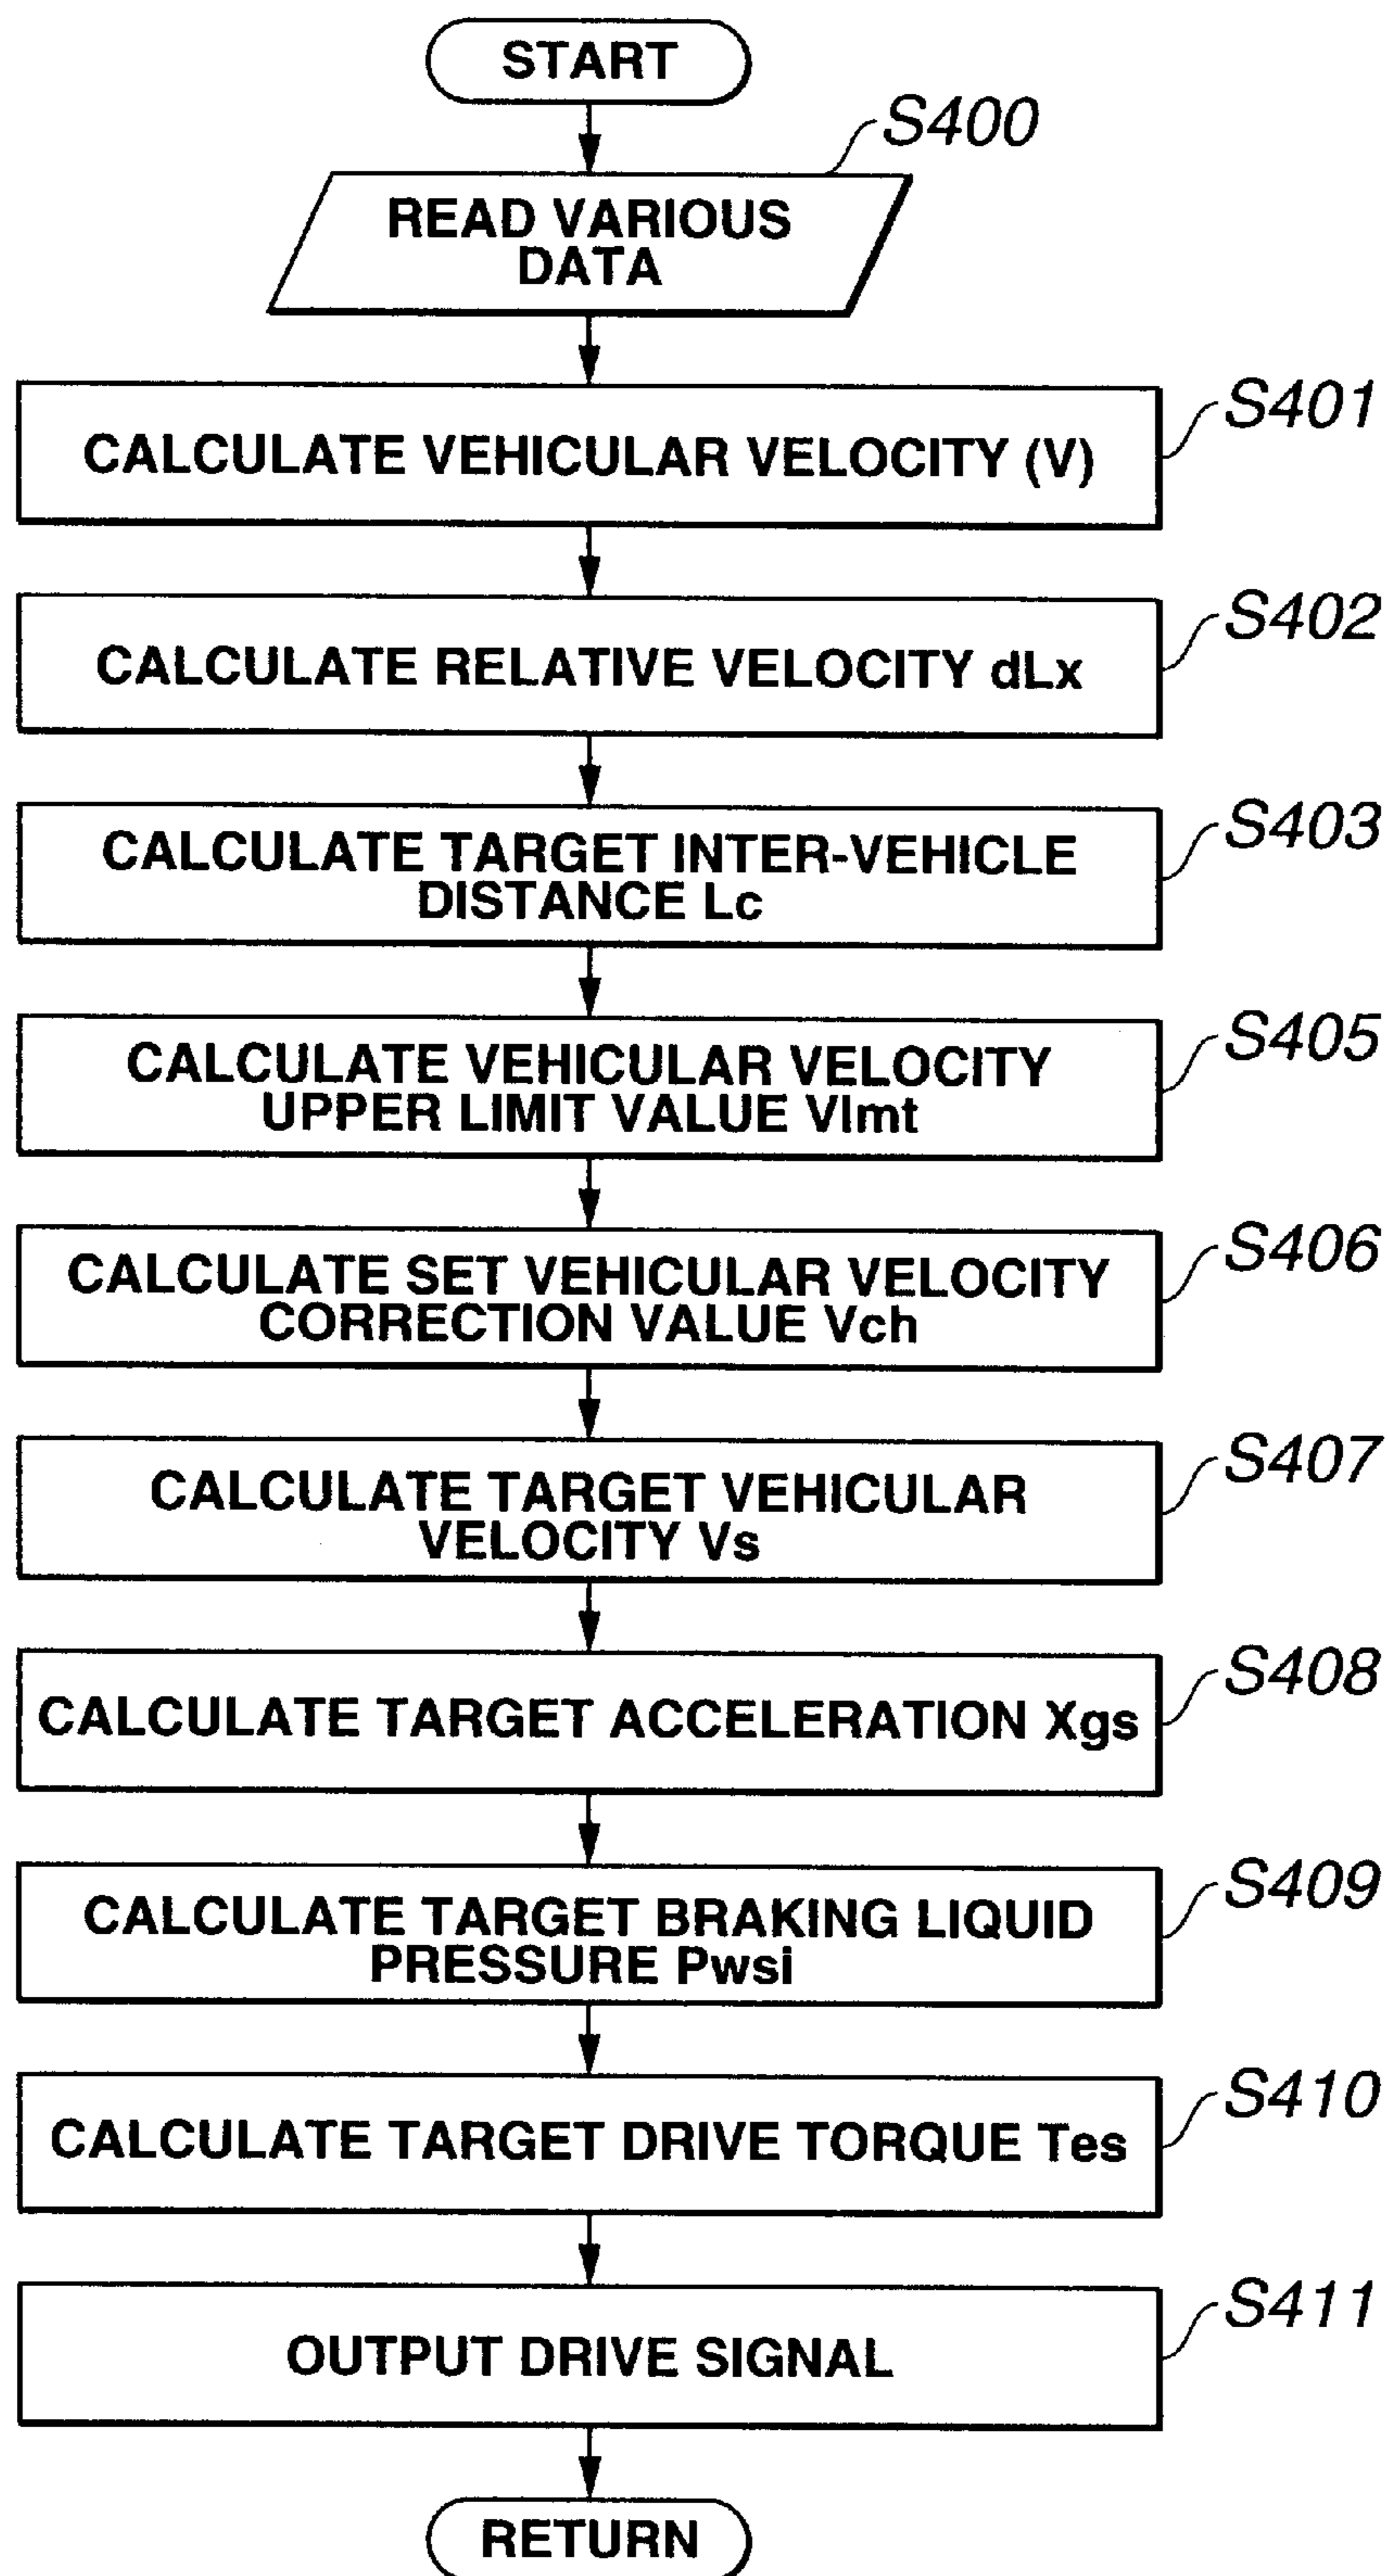 START
S400
READ VARIOUS
DATA
S401
CALCULATE VEHICULAR VELOCITY (V)
S402
CALCULATE RELATIVE VELOCITY dLx
S403
CALCULATE TARGET INTER-VEHICLE
DISTANCE Lc
S405
CALCULATE VEHICULAR VELOCITY
UPPER LIMIT VALUE Vlmt
S406
CALCULATE SET VEHICULAR VELOCITY
CORRECTION VALUE Vch
S407
CALCULATE TARGET VEHICULAR
VELOCITY Vs
S408
CALCULATE TARGET ACCELERATION Xgs
S409
CALCULATE TARGET BRAKING LIQUID
PRESSURE Pwsi
S410
CALCULATE TARGET DRIVE TORQUE Tes
S411
OUTPUT DRIVE SIGNAL
RETURN